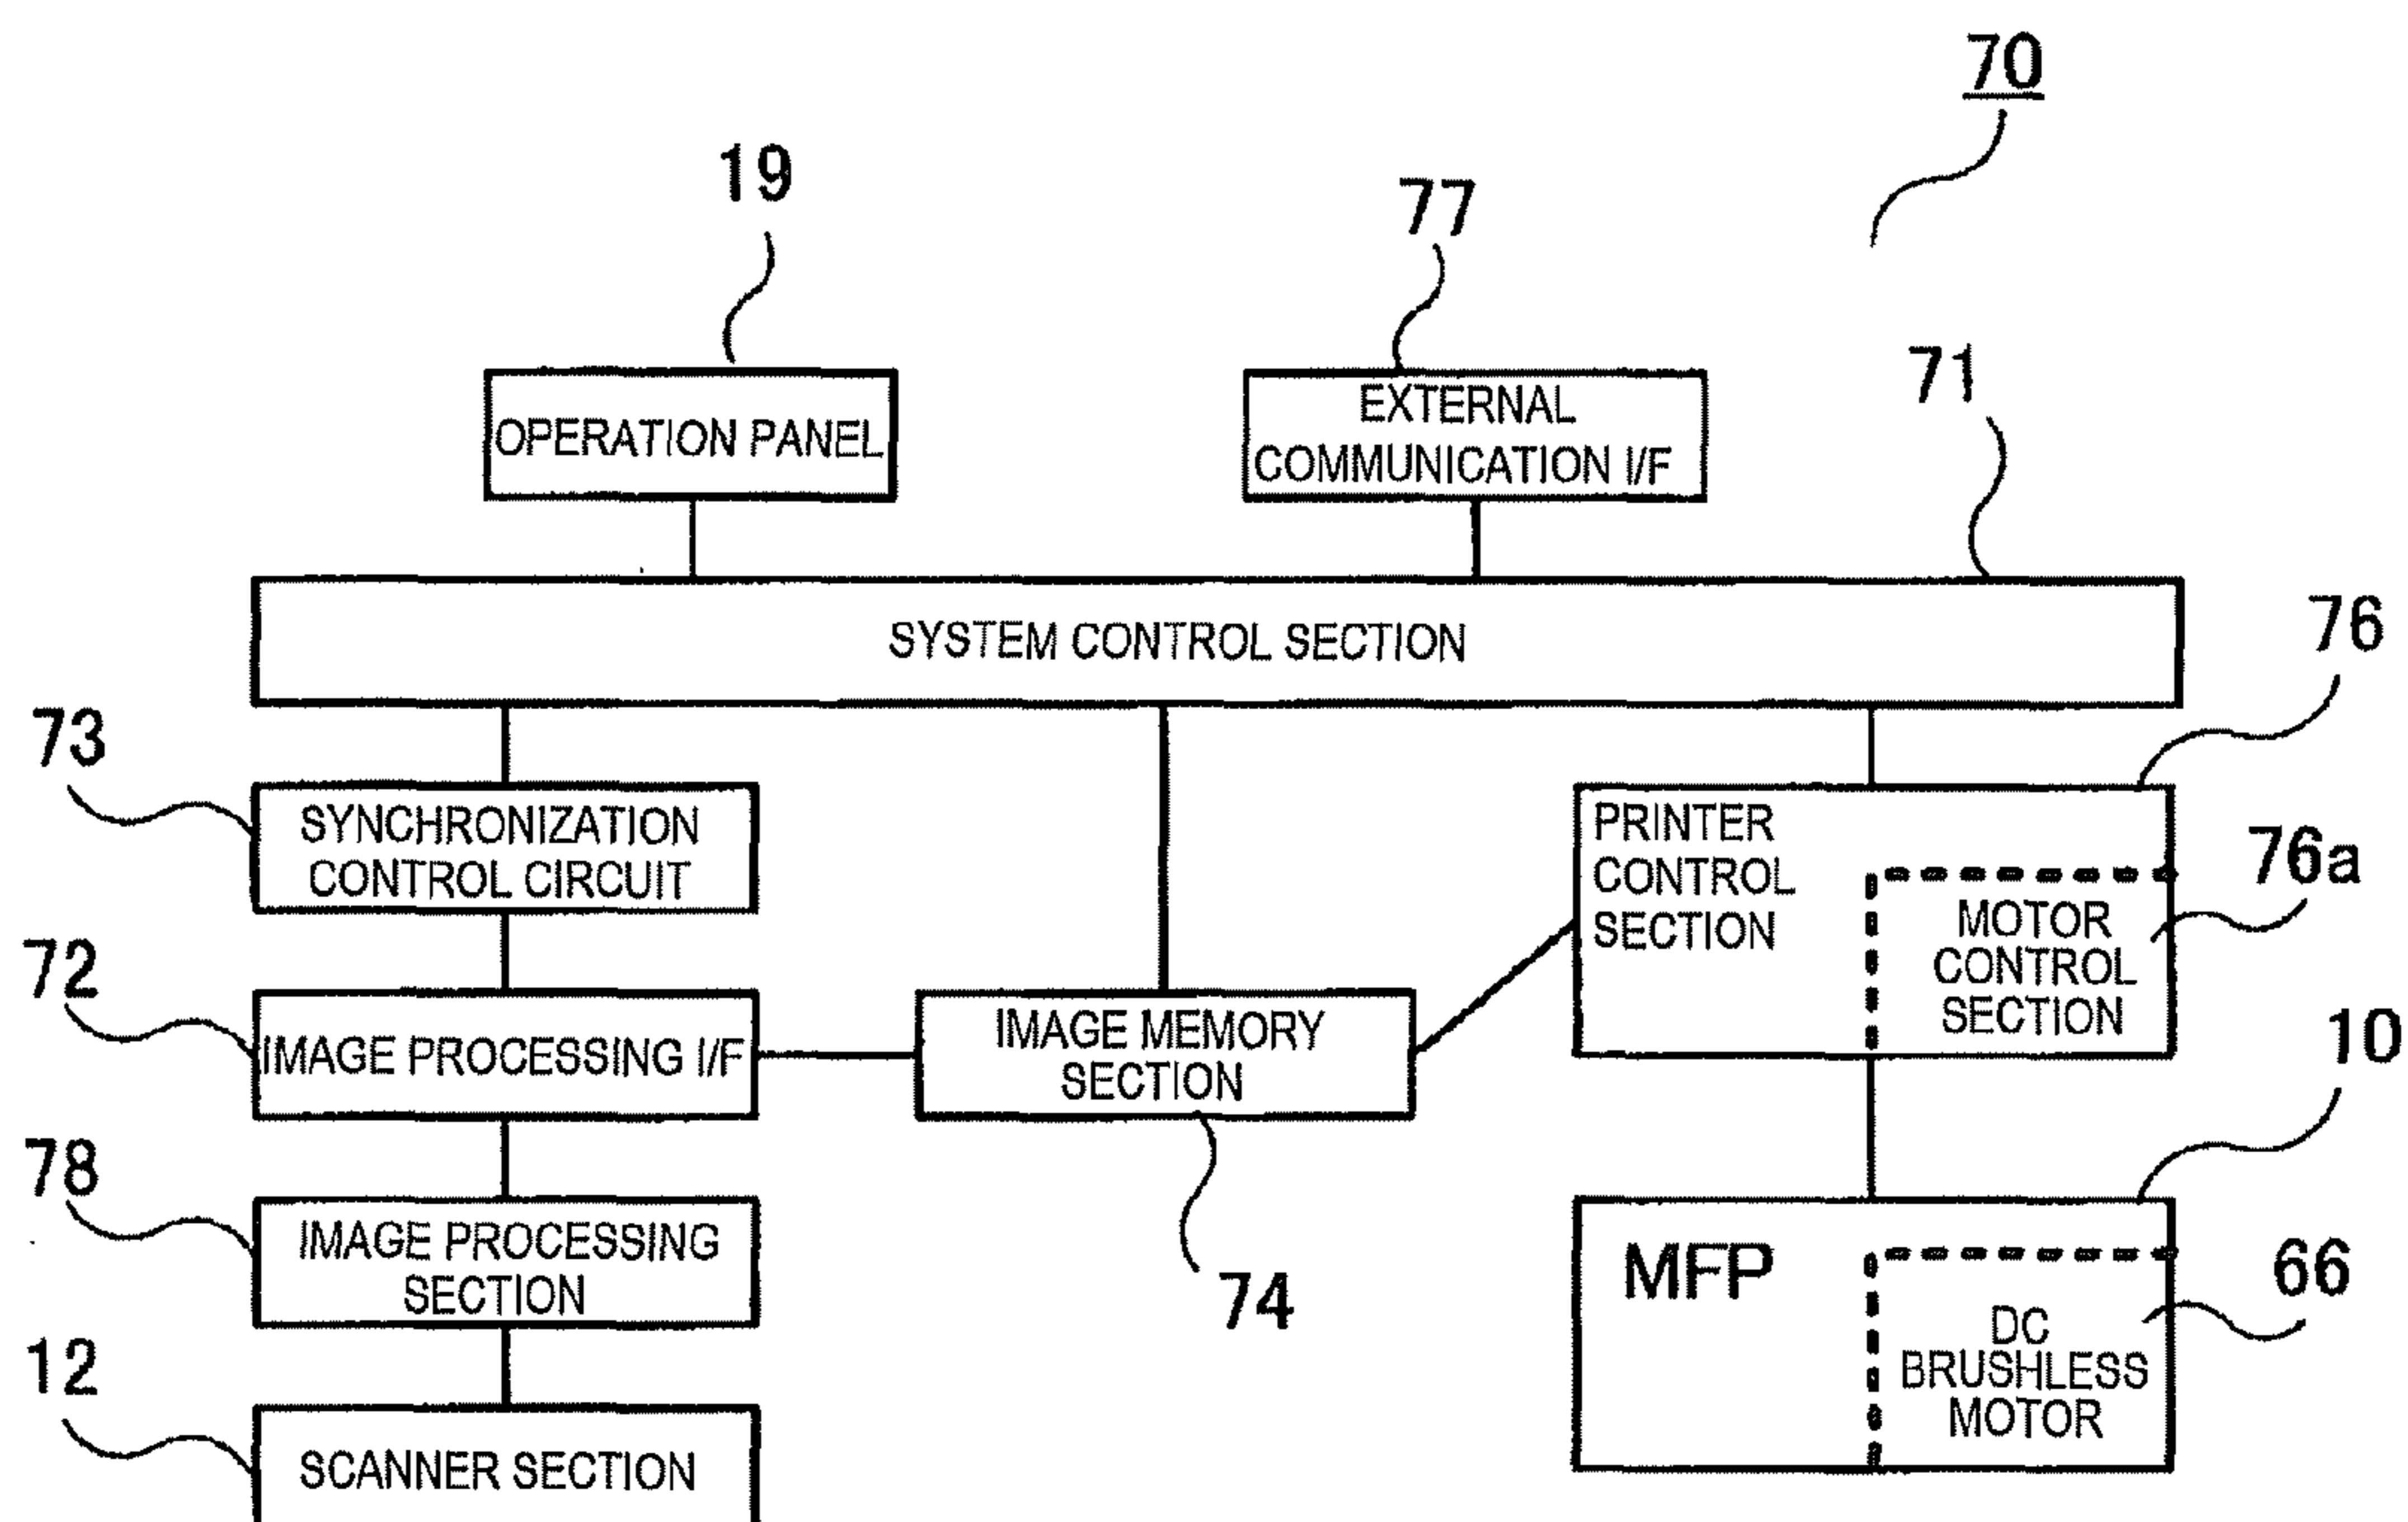 70
19
77
OPERATION PANEL
EXTERNAL
COMMUNICATION I/F
71
SYSTEM CONTROL SECTION
76
73
SYNCHRONIZATION
CONTROL CIRCUIT
PRINTER
CONTROL
SECTION
76a
MOTOR
CONTROL
SECTION
72
IMAGE PROCESSING I/F
IMAGE MEMORY
SECTION
10
78
IMAGE PROCESSING
SECTION
74
MFP
66
DC
BRUSHLESS
MOTOR
12
SCANNER SECTION